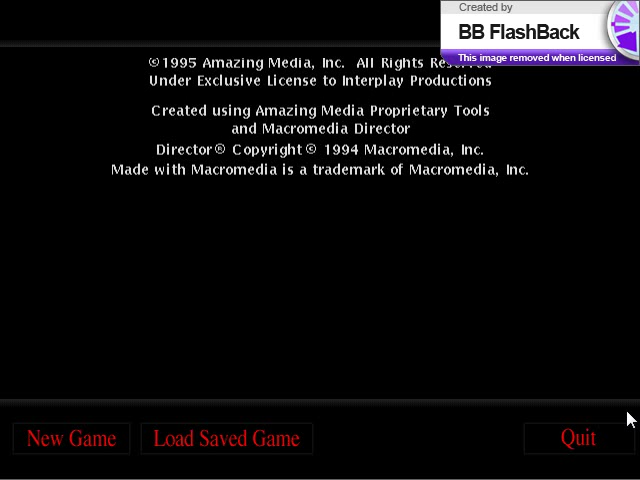 Created by
BB FlashBack
This image removed when licensed
©1995 Amazing Media, Inc. All Rights Reserved
Under Exclusive License to Interplay Productions
Created using Amazing Media Proprietary Tools
and Macromedia Director
Director® Copyright © 1994 Macromedia, Inc.
Made with Macromedia is a trademark of Macromedia, Inc.
New Game
Load Saved Game
Quit